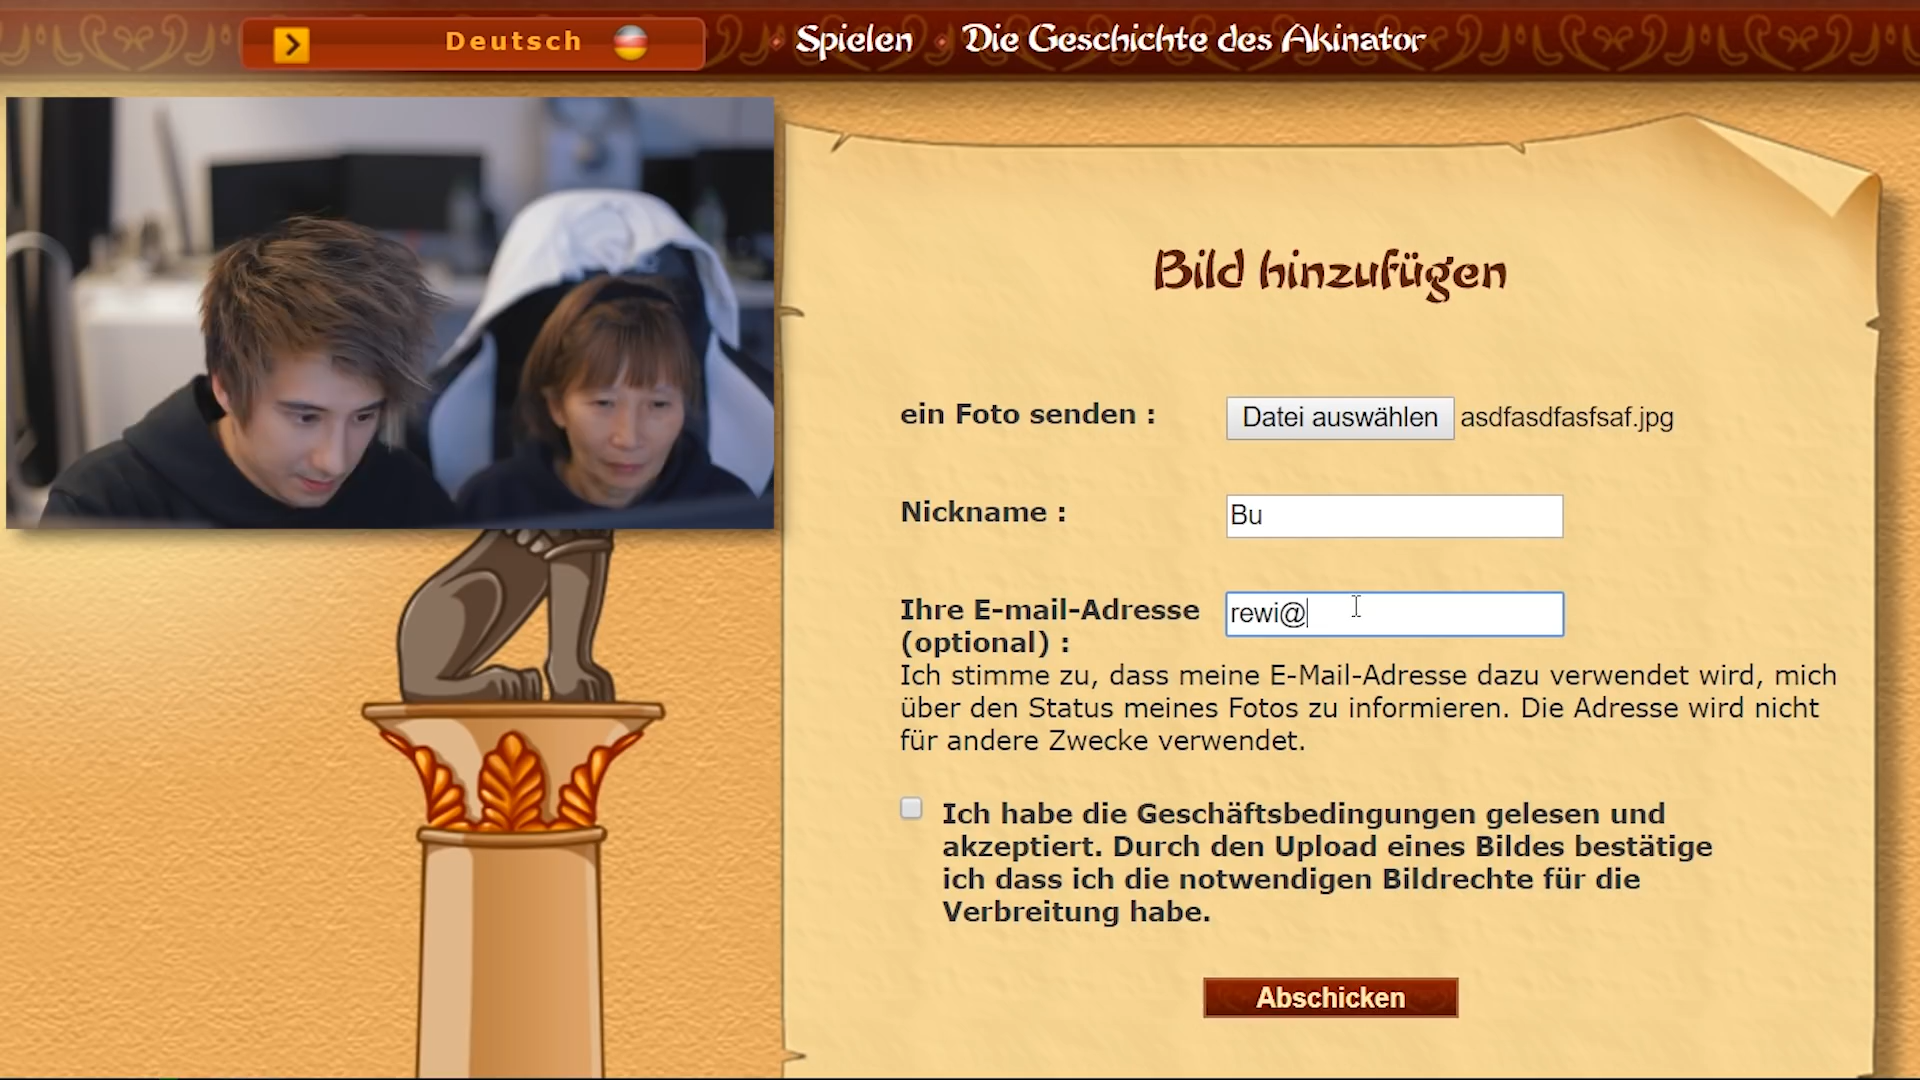 Deutsch
Spielen
Die Geschichte des Akinator
Bild hinzufügen
ein Foto senden :
Datei auswählen
asdfasdfasfsaf.jpg
Nickname :
Bu
Ihre E-mail-Adresse
(optional) :
rewi@
Ich stimme zu, dass meine E-Mail-Adresse dazu verwendet wird, mich
über den Status meines Fotos zu informieren. Die Adresse wird nicht
für andere Zwecke verwendet.
Ich habe die Geschäftsbedingungen gelesen und
akzeptiert. Durch den Upload eines Bildes bestätige
ich dass ich die notwendigen Bildrechte für die
Verbreitung habe.
Abschicken